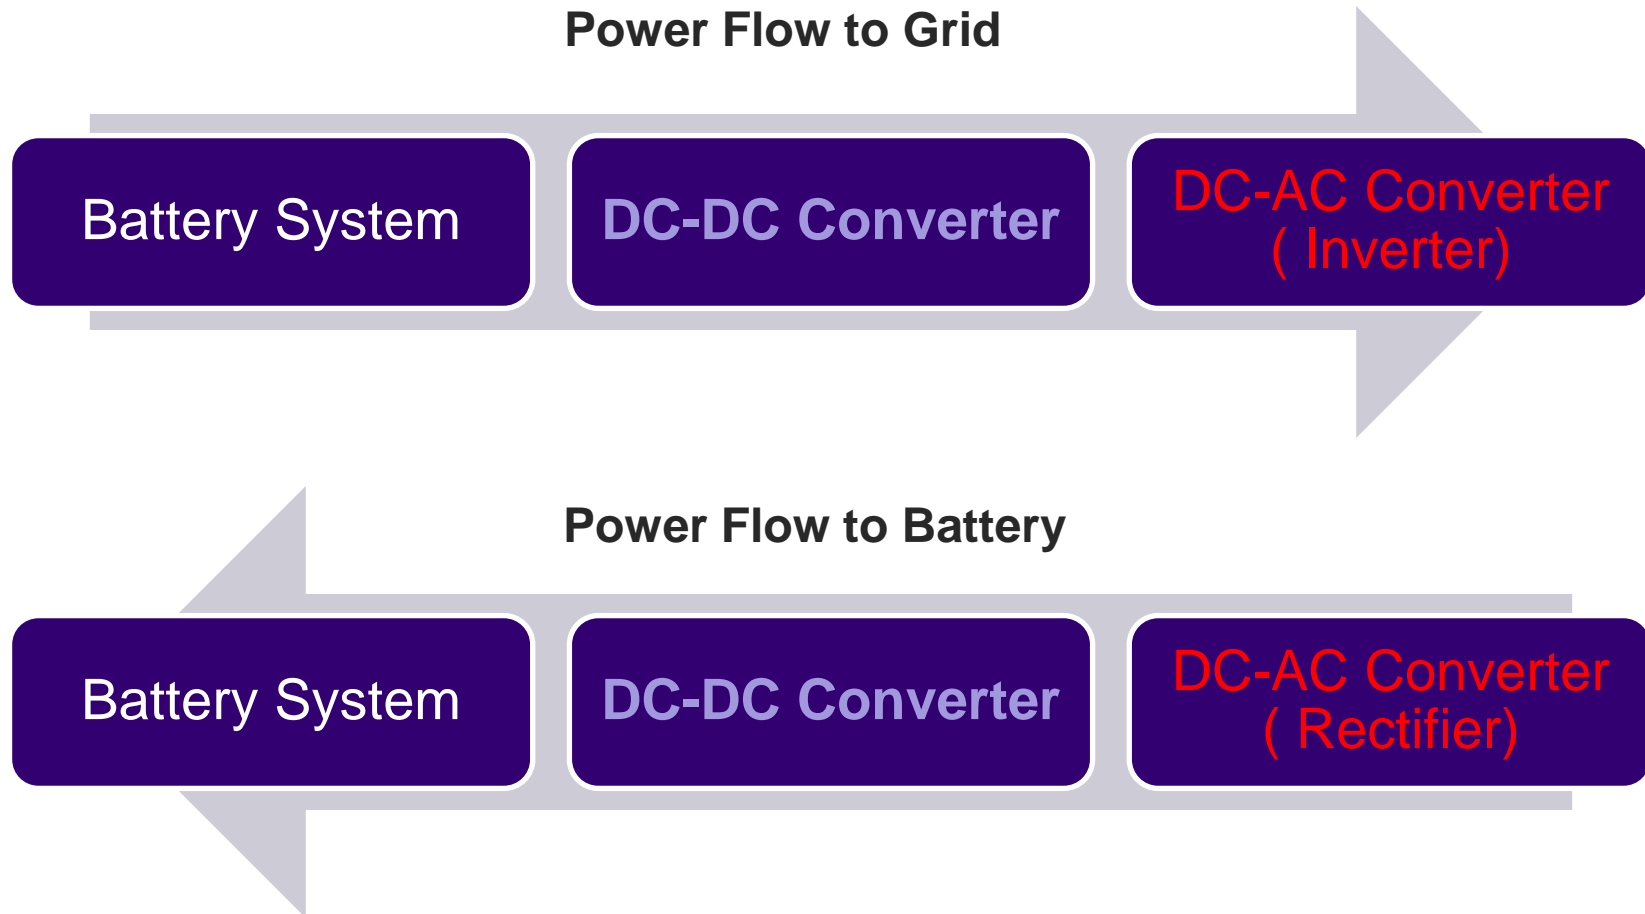 Power Flow to Grid
Battery System
DC-DC Converter
DC-AC Converter
( Inverter)
Power Flow to Battery
Battery System
DC-DC Converter
DC-AC Converter
( Rectifier)